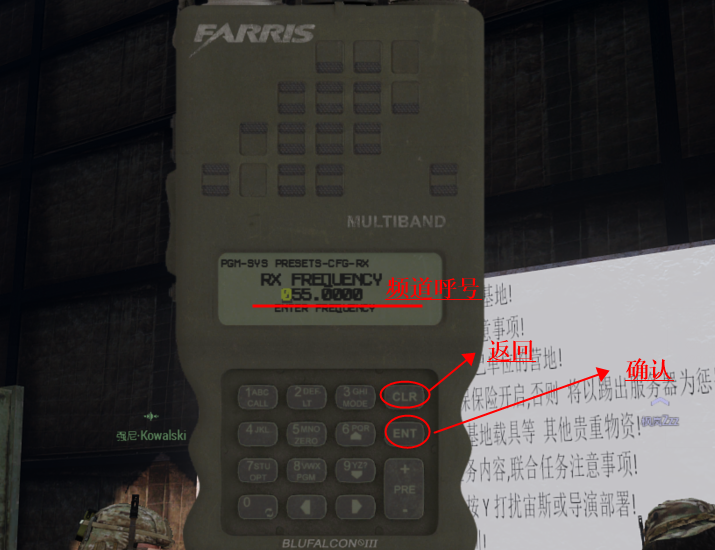 FARRIS
MULTIBAND
PGM-SYS PRESETS-CFG-RX
RX FREQUENCY
055.0000
ENTER FREQUENCY
频道呼号
返回
确认
1 ABC 2 DEF 3 GHI CLR
CALL LT MODE
4 JKL 5 MNO 6 PQR ENT
ZERO
7 STU 8 VWX 9 YZ? +
OPT PGM PRE
0 -
BLUFALCON®III
强尼·Kowalski
基地!
意事项!
单位的营地!
保险开启,否则 将以踢出服务器为惩
基地载具等 其他贵重物资!
务内容,联合任务注意事项!
按Y 打扰宙斯或导演部署!